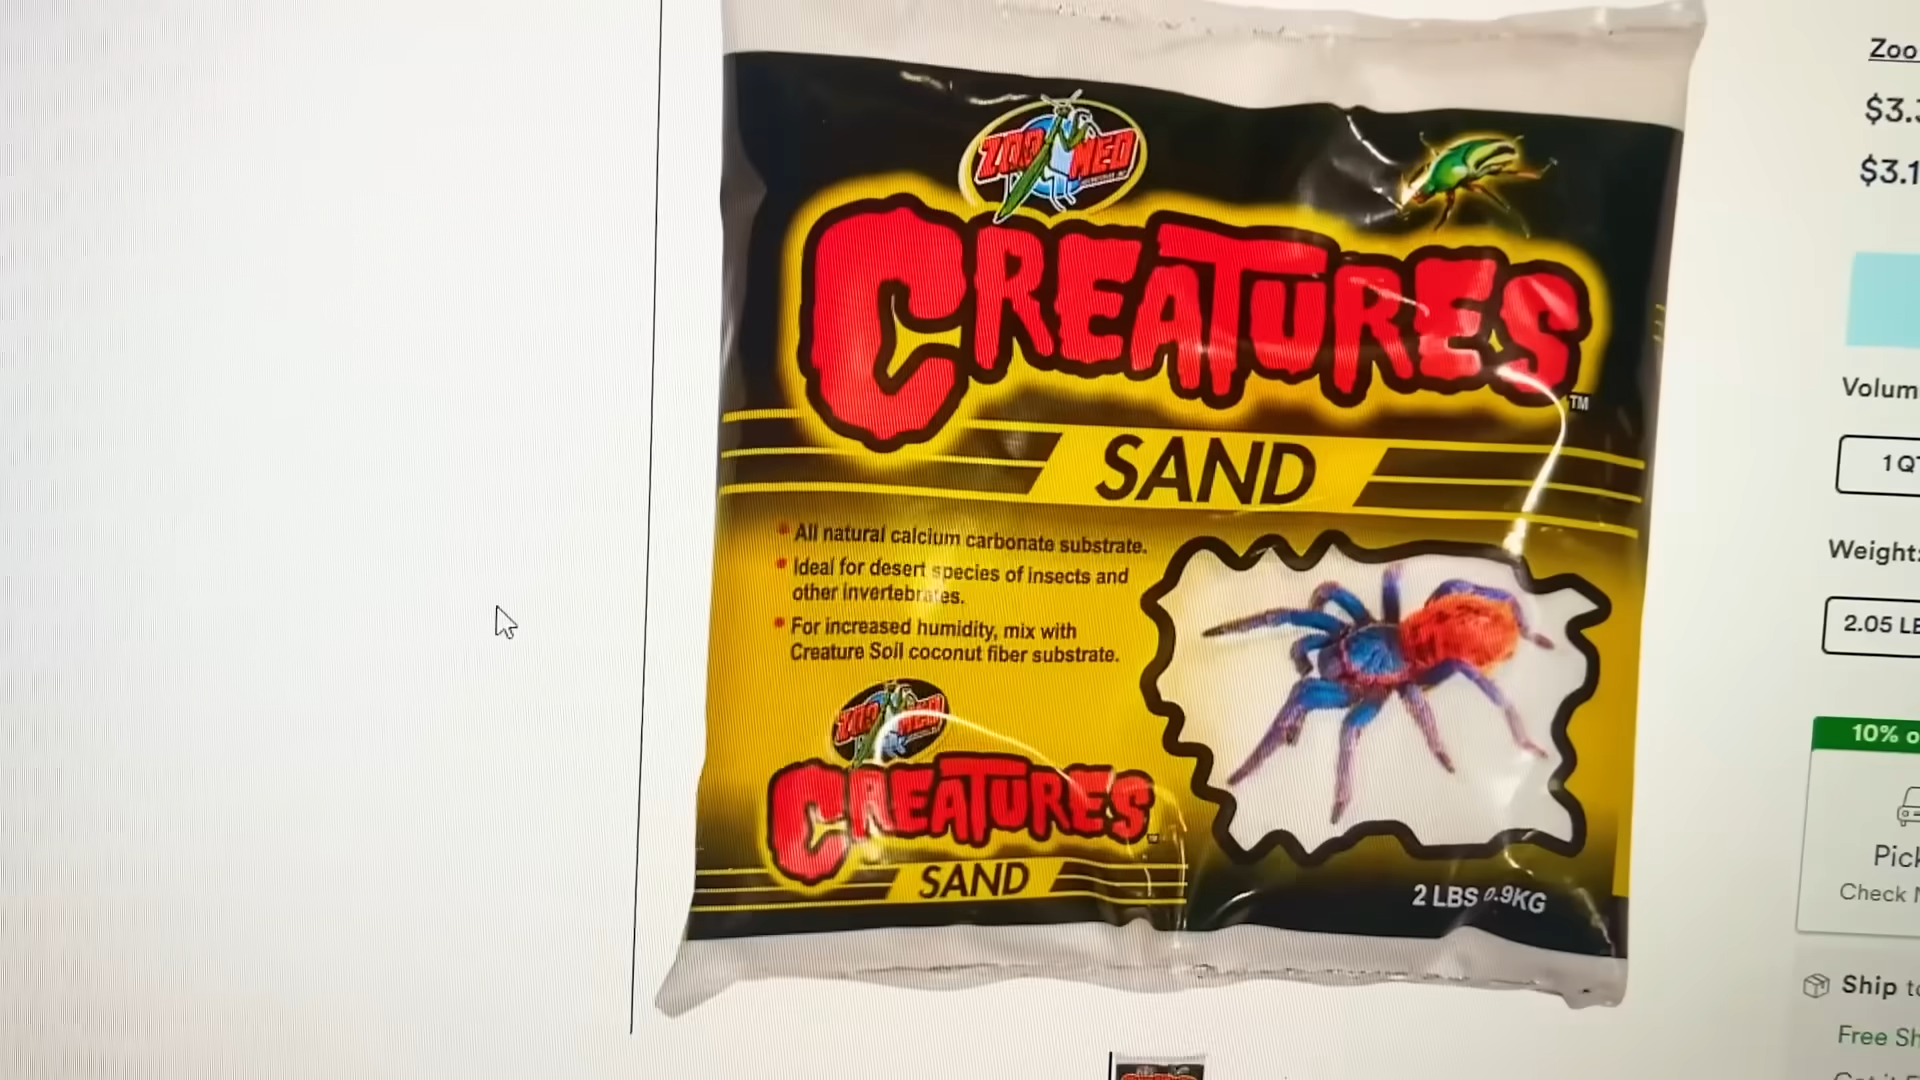 ZOO MED
CREATURES
TM
SAND
All natural calcium carbonate substrate.
Ideal for desert species of insects and
other invertebrates.
For increased humidity, mix with
Creature Soil coconut fiber substrate.
ZOO MED
CREATURES
SAND
2 LBS 0.9KG
Zoo
$3.
$3.1
Volum
1 Q
Weight:
2.05 LB
10% o
Pick
Check
Ship to
Free Sh